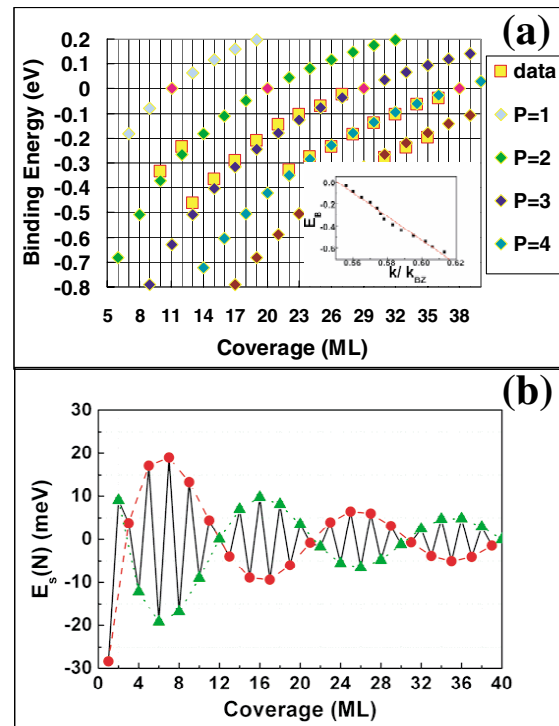 (a)
0.2
0.1
0
-0.1
-0.2
-0.3
-0.4
-0.5
-0.6
-0.7
-0.8
Binding Energy (eV)
5 8 11 14 17 20 23 26 29 32 35 38
Coverage (ML)
data
P=1
P=2
P=3
P=4
0.0
-0.2
-0.4
-0.6
E_B
0.56 0.58 0.60 0.62
k/ k_BZ
(b)
30
20
10
0
-10
-20
-30
E_s(N) (meV)
0 4 8 12 16 20 24 28 32 36 40
Coverage (ML)